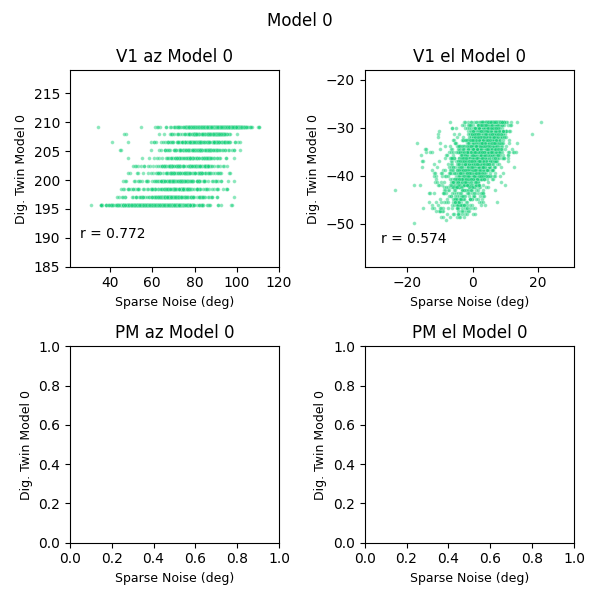 Model 0
V1 az Model 0
V1 el Model 0
Dig. Twin Model 0
215
210
205
200
195
190
185
r = 0.772
40
60
80
100
120
Sparse Noise (deg)
Dig. Twin Model 0
−20
−30
−40
−50
r = 0.574
−20
0
20
Sparse Noise (deg)
PM az Model 0
PM el Model 0
Dig. Twin Model 0
1.0
0.8
0.6
0.4
0.2
0.0
0.0
0.2
0.4
0.6
0.8
1.0
Sparse Noise (deg)
Dig. Twin Model 0
1.0
0.8
0.6
0.4
0.2
0.0
0.0
0.2
0.4
0.6
0.8
1.0
Sparse Noise (deg)